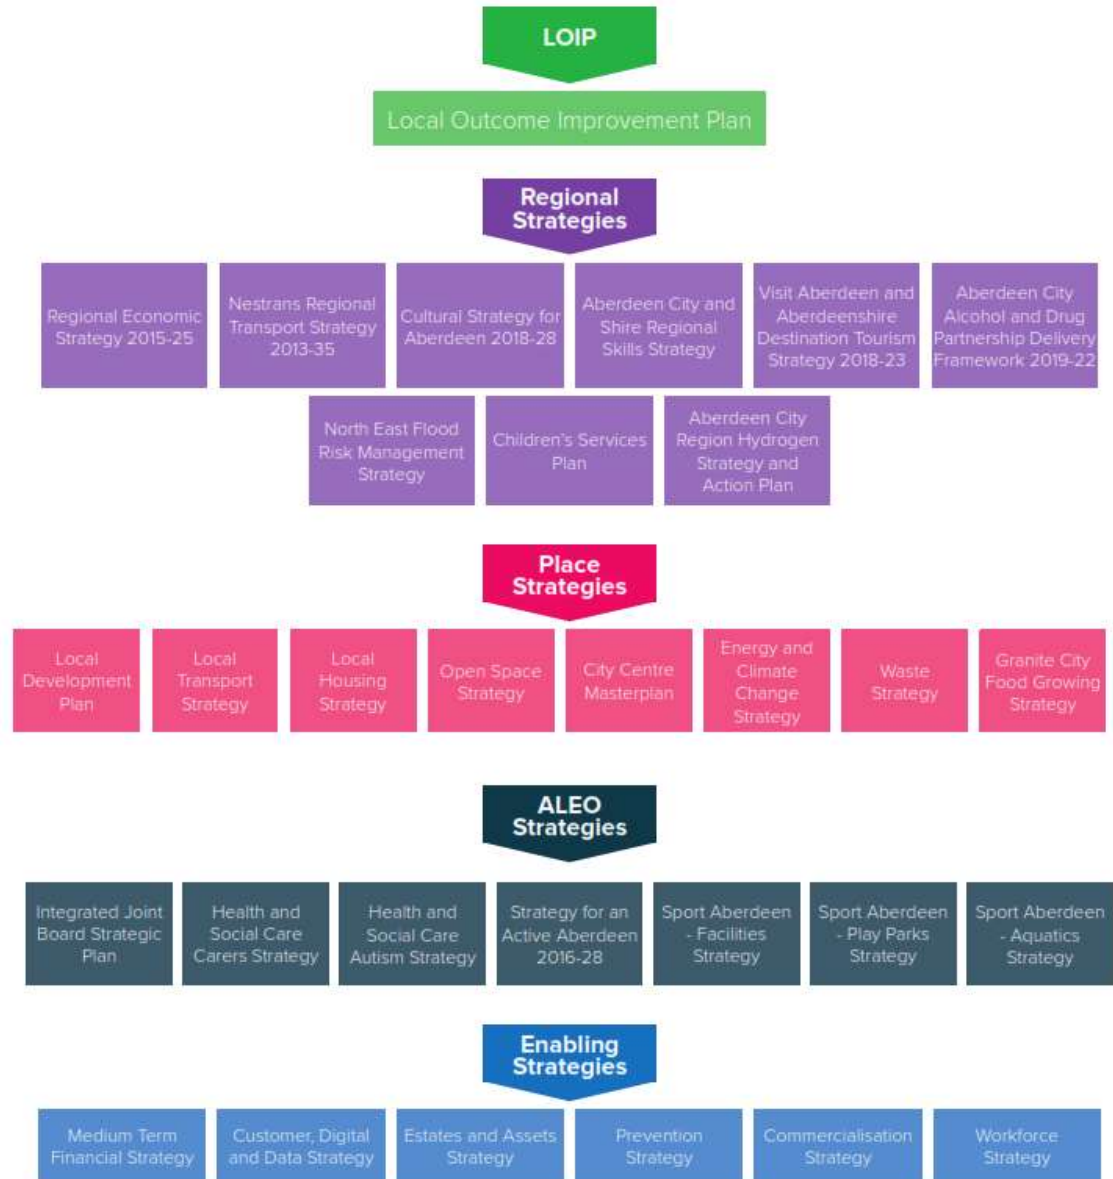 LOIP
Local Outcome Improvement Plan
Regional
Strategies
Regional Economic
Strategy 2015-25
Nestrans Regional
Transport Strategy
2013-35
Cultural Strategy for
Aberdeen 2018-28
Aberdeen City and
Shire Regional
Skills Strategy
Visit Aberdeen and
Aberdeenshire
Destination Tourism
Strategy 2018-23
Aberdeen City
Alcohol and Drug
Partnership Delivery
Framework 2019-22
North East Flood
Risk Management
Strategy
Children's Services
Plan
Aberdeen City
Region Hydrogen
Strategy and
Action Plan
Place
Strategies
Local
Development
Plan
Local
Transport
Strategy
Local
Housing
Strategy
Open Space
Strategy
City Centre
Masterplan
Energy and
Climate
Change
Strategy
Waste
Strategy
Granite City
Food Growing
Strategy
ALEO
Strategies
Integrated Joint
Board Strategic
Plan
Health and
Social Care
Carers Strategy
Health and
Social Care
Autism Strategy
Strategy for an
Active Aberdeen
2016-28
Sport Aberdeen
- Facilities
Strategy
Sport Aberdeen
- Play Parks
Strategy
Sport Aberdeen
- Aquatics
Strategy
Enabling
Strategies
Medium Term
Financial Strategy
Customer, Digital
and Data Strategy
Estates and Assets
Strategy
Prevention
Strategy
Commercialisation
Strategy
Workforce
Strategy